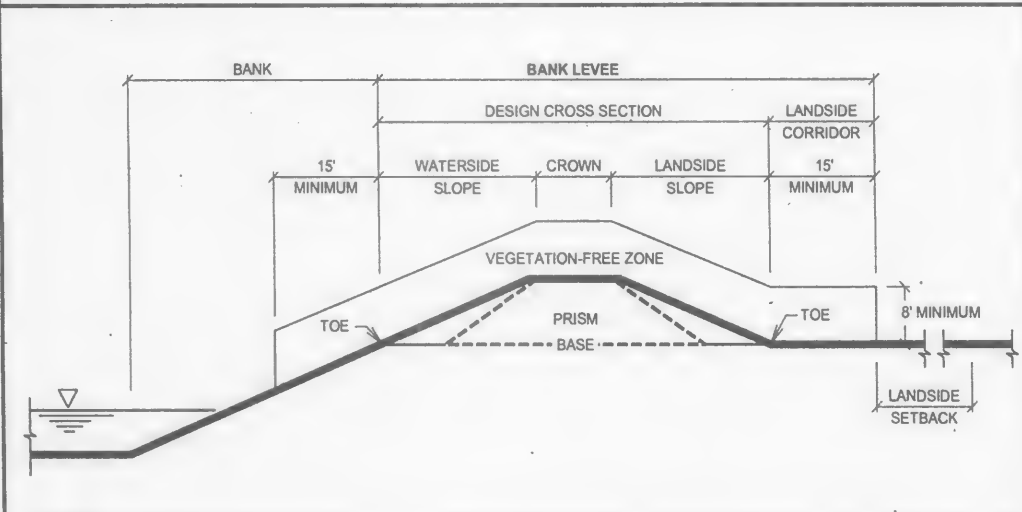 BANK
BANK LEVEE
DESIGN CROSS SECTION
LANDSIDE
CORRIDOR
15'
MINIMUM
WATERSIDE
SLOPE
CROWN
LANDSIDE
SLOPE
15'
MINIMUM
VEGETATION-FREE ZONE
TOE
PRISM
BASE
TOE
8' MINIMUM
LANDSIDE
SETBACK